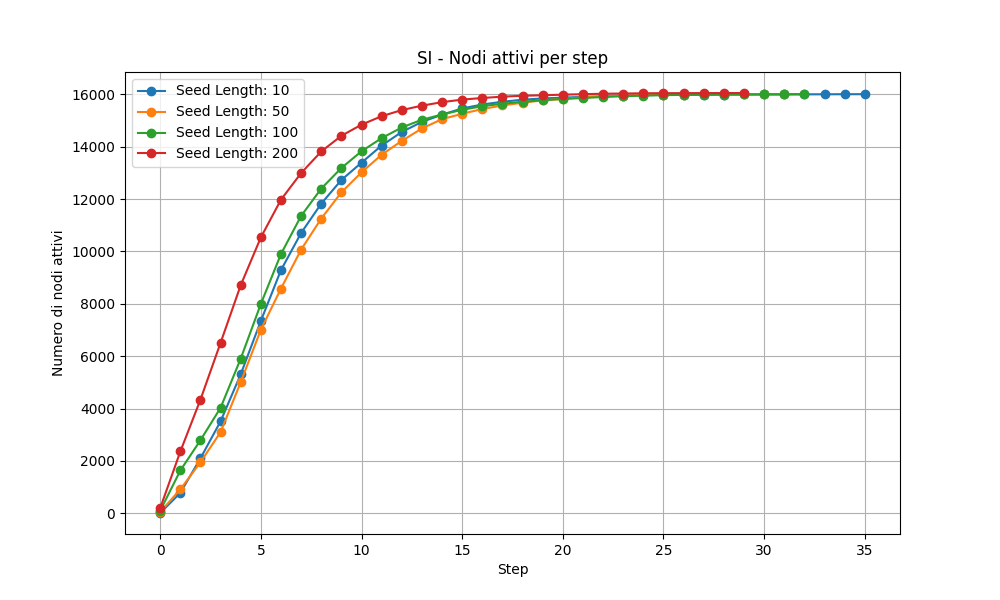 SI - Nodi attivi per step
Seed Length: 10
Seed Length: 50
Seed Length: 100
Seed Length: 200
Numero di nodi attivi
16000
14000
12000
10000
8000
6000
4000
2000
0
0 5 10 15 20 25 30 35
Step